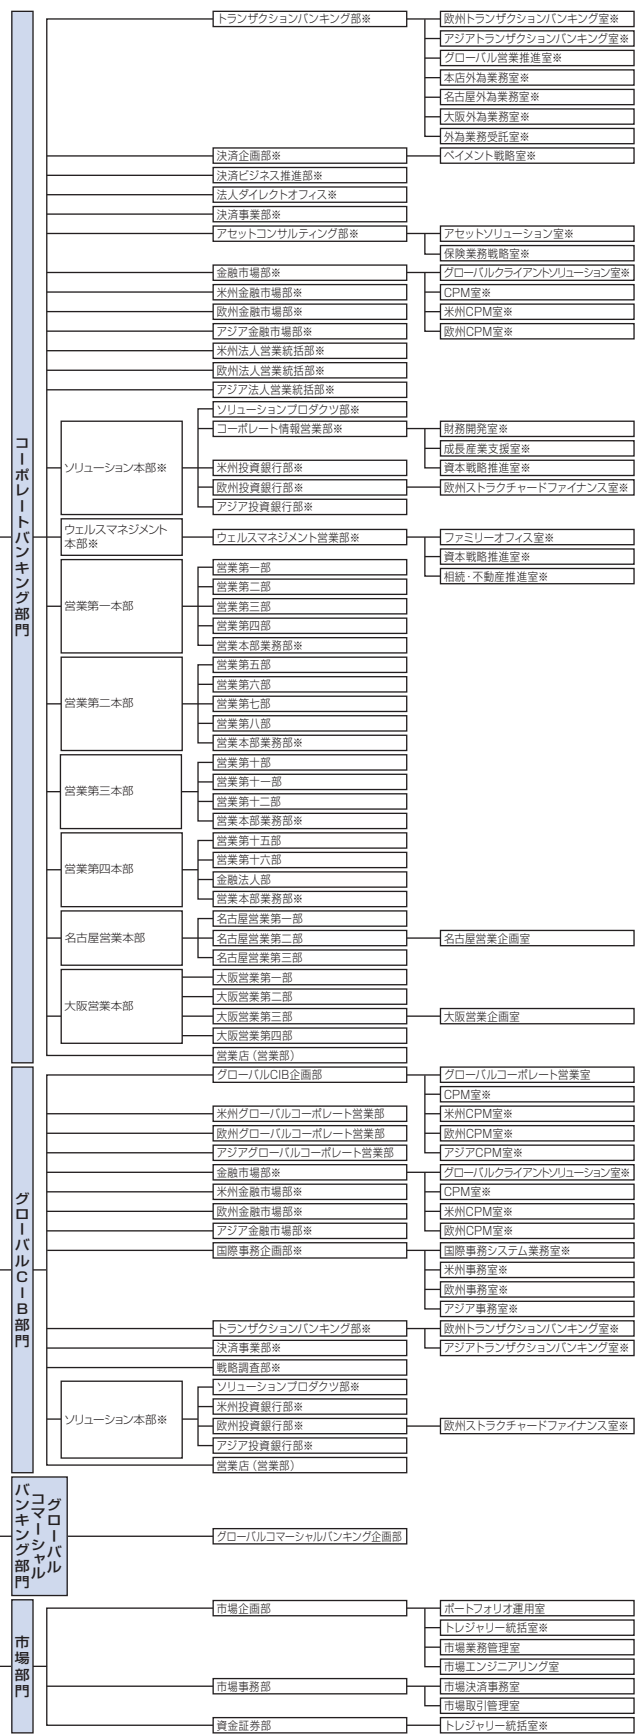 コーポレートバンキング部門
トランザクションバンキング部※
欧州トランザクションバンキング室※
アジアトランザクションバンキング室※
グローバル営業推進室※
本店外為業務室※
名古屋外為業務室※
大阪外為業務室※
外為業務受託室※
決済企画部※
ペイメント戦略室※
決済ビジネス推進部※
法人ダイレクトオフィス※
決済事業部※
アセットコンサルティング部※
アセットソリューション室※
保険業務戦略室※
金融市場部※
グローバルクライアントソリューション室※
米州金融市場部※
CPM室※
欧州金融市場部※
米州CPM室※
アジア金融市場部※
欧州CPM室※
米州法人営業統括部※
欧州法人営業統括部※
アジア法人営業統括部※
ソリューション本部※
ソリューションプロダクツ部※
コーポレート情報営業部※
財務開発室※
成長産業支援室※
米州投資銀行部※
資本戦略推進室※
欧州投資銀行部※
欧州ストラクチャードファイナンス室※
アジア投資銀行部※
ウェルスマネジメント
本部※
ウェルスマネジメント営業部※
ファミリーオフィス室※
資本戦略推進室※
相続・不動産推進室※
営業第一本部
営業第一部
営業第二部
営業第三部
営業第四部
営業本部業務部※
営業第二本部
営業第五部
営業第六部
営業第七部
営業第八部
営業本部業務部※
営業第三本部
営業第十部
営業第十一部
営業第十二部
営業本部業務部※
営業第四本部
営業第十五部
営業第十六部
金融法人部
営業本部業務部※
名古屋営業本部
名古屋営業第一部
名古屋営業第二部
名古屋営業企画室
名古屋営業第三部
大阪営業本部
大阪営業第一部
大阪営業第二部
大阪営業第三部
大阪営業企画室
大阪営業第四部
営業店（営業部）
グローバルCIB部門
グローバルCIB企画部
グローバルコーポレート営業室
CPM室※
米州グローバルコーポレート営業部
米州CPM室※
欧州グローバルコーポレート営業部
欧州CPM室※
アジアグローバルコーポレート営業部
アジアCPM室※
金融市場部※
グローバルクライアントソリューション室※
米州金融市場部※
CPM室※
欧州金融市場部※
米州CPM室※
アジア金融市場部※
欧州CPM室※
国際事務企画部※
国際事務システム業務室※
米州事務室※
欧州事務室※
アジア事務室※
トランザクションバンキング部※
欧州トランザクションバンキング室※
決済事業部※
アジアトランザクションバンキング室※
戦略調査部※
ソリューション本部※
ソリューションプロダクツ部※
米州投資銀行部※
欧州投資銀行部※
欧州ストラクチャードファイナンス室※
アジア投資銀行部※
営業店（営業部）
グローバル
コマーシャル
バンキング部門
グローバルコマーシャルバンキング企画部
市場部門
市場企画部
ポートフォリオ運用室
トレジャリー統括室※
市場業務管理室
市場エンジニアリング室
市場事務部
市場決済事務室
市場取引管理室
資金証券部
トレジャリー統括室※